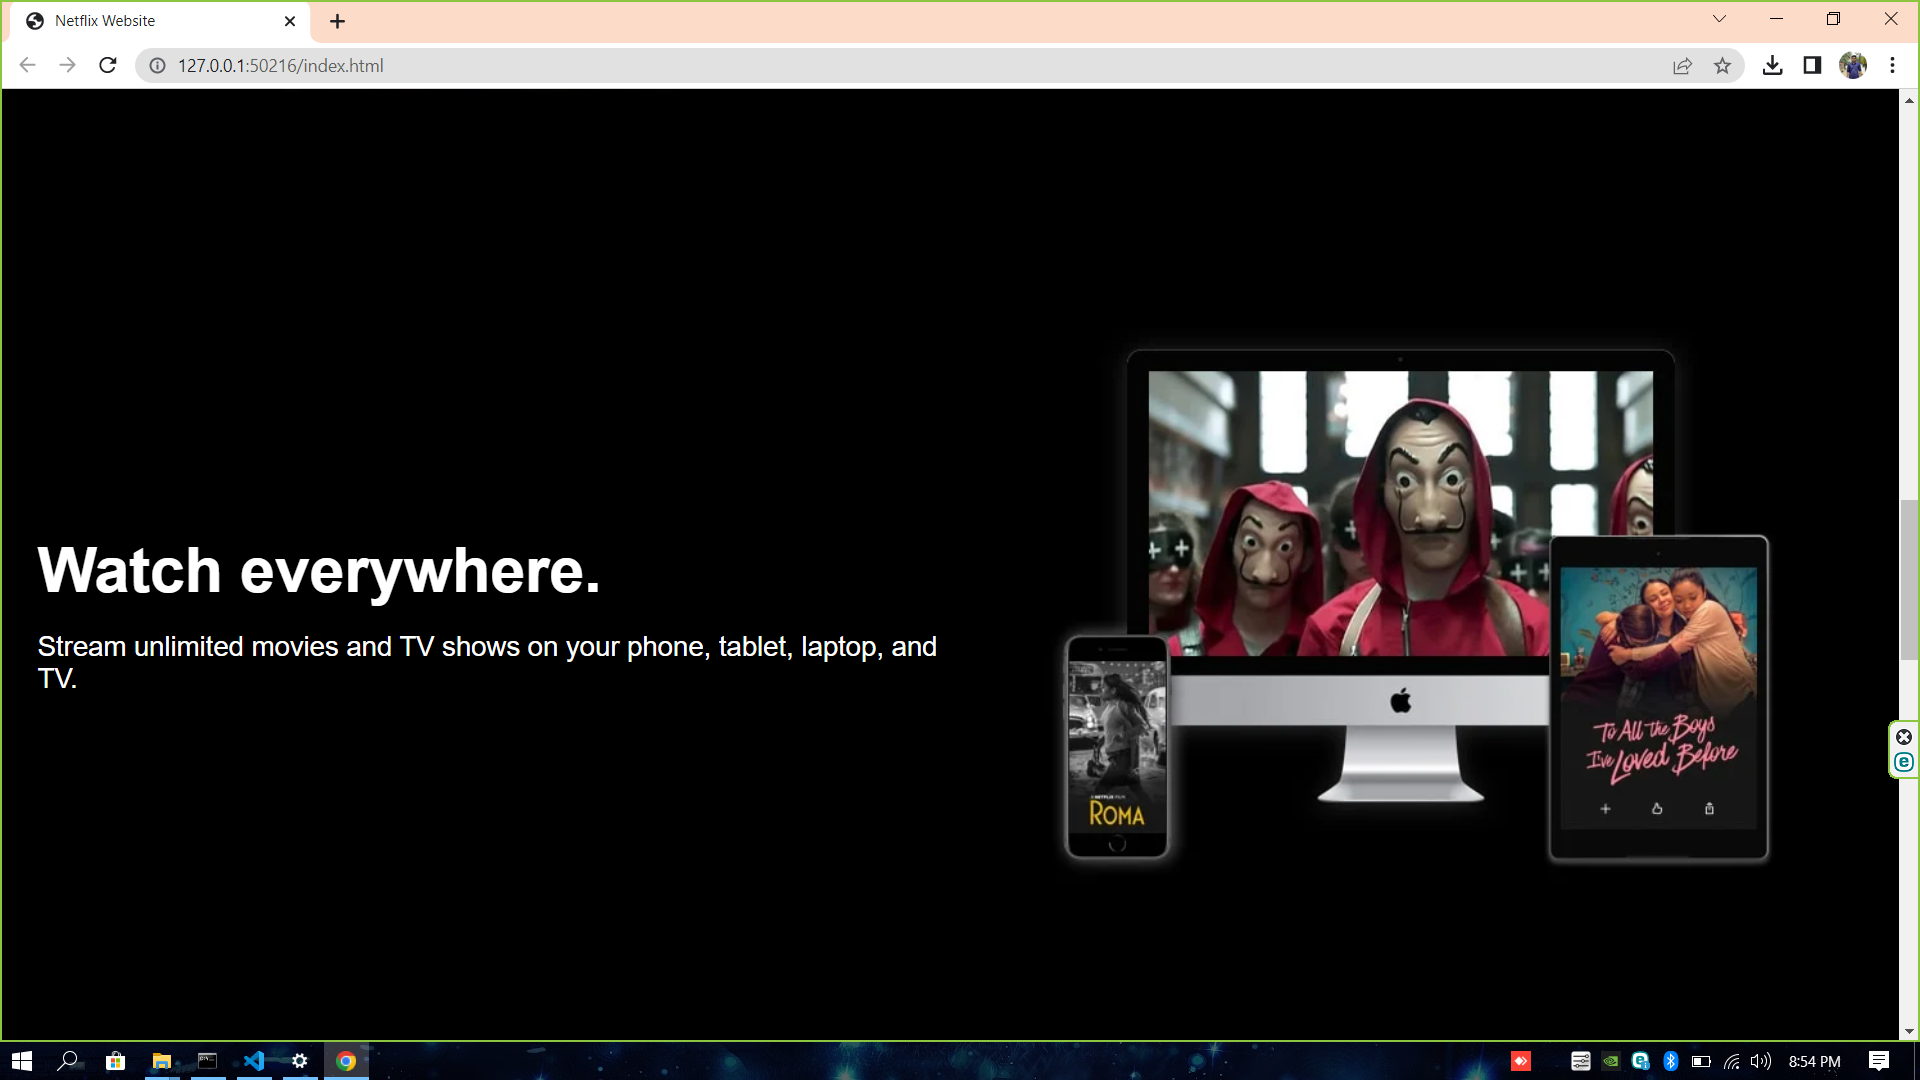 Netflix Website
127.0.0.1:50216/index.html
Watch everywhere.
Stream unlimited movies and TV shows on your phone, tablet, laptop, and
TV.
A NETFLIX FILM
ROMA
To All the Boys
I've Loved Before
8:54 PM